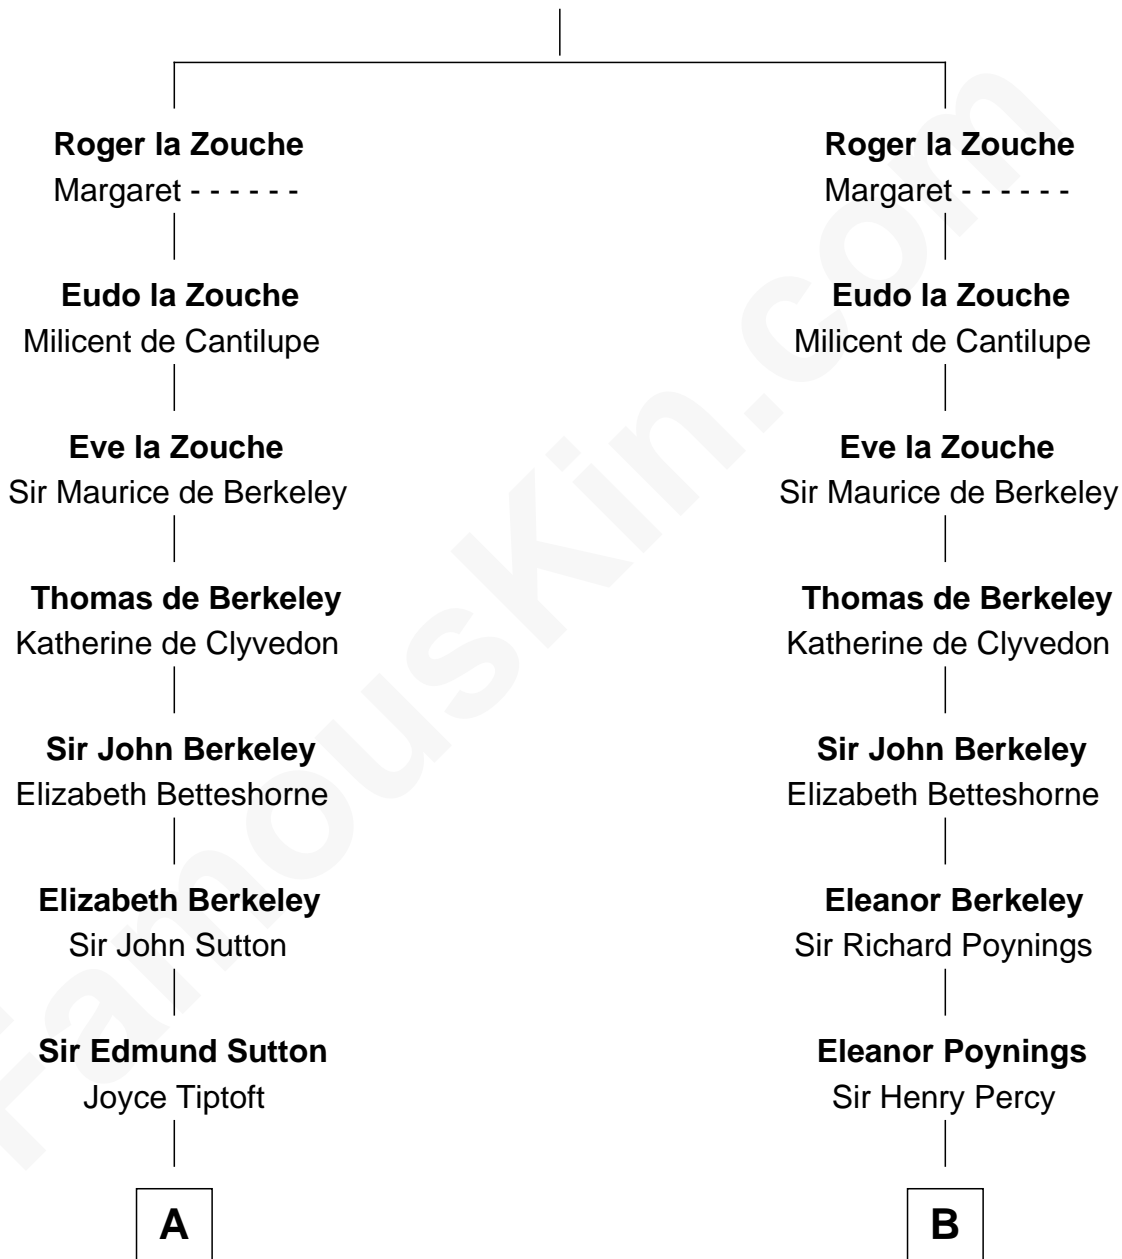 Roger la Zouche
Margaret - - - - - -
Eudo la Zouche
Milicent de Cantilupe
Eve la Zouche
Sir Maurice de Berkeley
Thomas de Berkeley
Katherine de Clyvedon
Sir John Berkeley
Elizabeth Betteshorne
Elizabeth Berkeley
Sir John Sutton
Sir Edmund Sutton
Joyce Tiptoft
A
Roger la Zouche
Margaret - - - - - -
Eudo la Zouche
Milicent de Cantilupe
Eve la Zouche
Sir Maurice de Berkeley
Thomas de Berkeley
Katherine de Clyvedon
Sir John Berkeley
Elizabeth Betteshorne
Eleanor Berkeley
Sir Richard Poynings
Eleanor Poynings
Sir Henry Percy
B
FamousKin.com